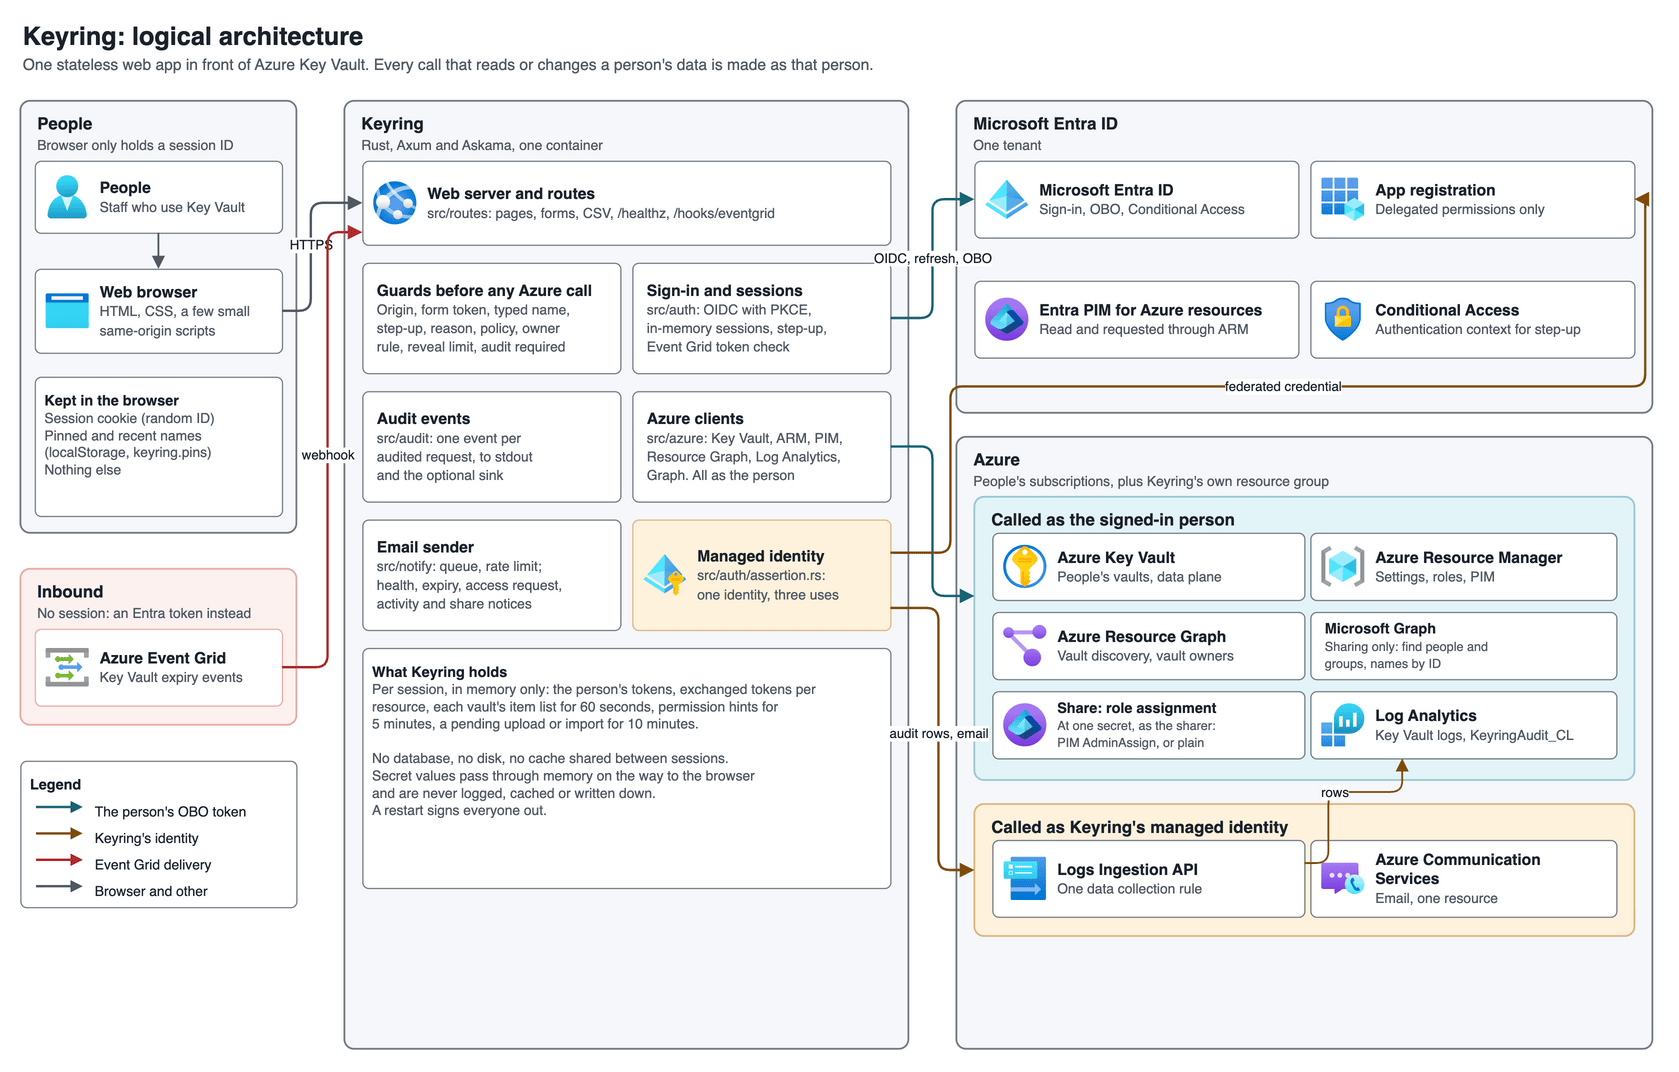 Keyring: logical architecture
One stateless web app in front of Azure Key Vault. Every call that reads or changes a person's data is made as that person.
People
Browser only holds a session ID
People
Staff who use Key Vault
Web browser
HTML, CSS, a few small
same-origin scripts
Kept in the browser
Session cookie (random ID)
Pinned and recent names
(localStorage, keyring.pins)
Nothing else
HTTPS
webhook
Inbound
No session: an Entra token instead
Azure Event Grid
Key Vault expiry events
Legend
The person's OBO token
Keyring's identity
Event Grid delivery
Browser and other
Keyring
Rust, Axum and Askama, one container
Web server and routes
src/routes: pages, forms, CSV, /healthz, /hooks/eventgrid
Guards before any Azure call
Origin, form token, typed name,
step-up, reason, policy, owner
rule, reveal limit, audit required
Sign-in and sessions
src/auth: OIDC with PKCE,
in-memory sessions, step-up,
Event Grid token check
Audit events
src/audit: one event per
audited request, to stdout
and the optional sink
Azure clients
src/azure: Key Vault, ARM, PIM,
Resource Graph, Log Analytics,
Graph. All as the person
Email sender
src/notify: queue, rate limit;
health, expiry, access request,
activity and share notices
Managed identity
src/auth/assertion.rs:
one identity, three uses
What Keyring holds
Per session, in memory only: the person's tokens, exchanged tokens per
resource, each vault's item list for 60 seconds, permission hints for
5 minutes, a pending upload or import for 10 minutes.
No database, no disk, no cache shared between sessions.
Secret values pass through memory on the way to the browser
and are never logged, cached or written down.
A restart signs everyone out.
OIDC, refresh, OBO
audit rows, email
Microsoft Entra ID
One tenant
Microsoft Entra ID
Sign-in, OBO, Conditional Access
App registration
Delegated permissions only
Entra PIM for Azure resources
Read and requested through ARM
Conditional Access
Authentication context for step-up
federated credential
Azure
People's subscriptions, plus Keyring's own resource group
Called as the signed-in person
Azure Key Vault
People's vaults, data plane
Azure Resource Manager
Settings, roles, PIM
Azure Resource Graph
Vault discovery, vault owners
Microsoft Graph
Sharing only: find people and
groups, names by ID
Share: role assignment
At one secret, as the sharer:
PIM AdminAssign, or plain
Log Analytics
Key Vault logs, KeyringAudit_CL
rows
Called as Keyring's managed identity
Logs Ingestion API
One data collection rule
Azure Communication
Services
Email, one resource